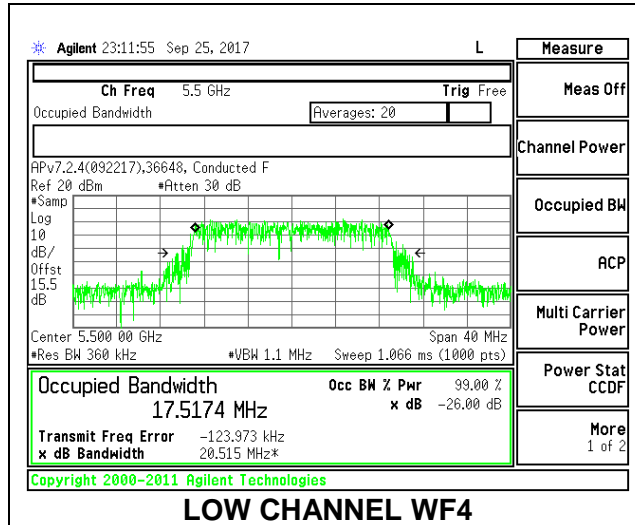 Agilent 23:11:55 Sep 25, 2017 L
Measure
Ch Freq 5.5 GHz Trig Free
Meas Off
Occupied Bandwidth Averages: 20
Channel Power
APv7.2.4(092217),36648, Conducted F
Ref 20 dBm #Atten 30 dB
#Samp
Log
10
dB/
Offst
15.5
dB
Occupied BW
ACP
Center 5.500 00 GHz Span 40 MHz
#Res BW 360 kHz #VBW 1.1 MHz Sweep 1.066 ms (1000 pts)
Multi Carrier
Power
Occupied Bandwidth Occ BW % Pwr 99.00 %
17.5174 MHz x dB -26.00 dB
Power Stat
CCDF
Transmit Freq Error -123.973 kHz
x dB Bandwidth 20.515 MHz*
More
1 of 2
Copyright 2000-2011 Agilent Technologies
LOW CHANNEL WF4